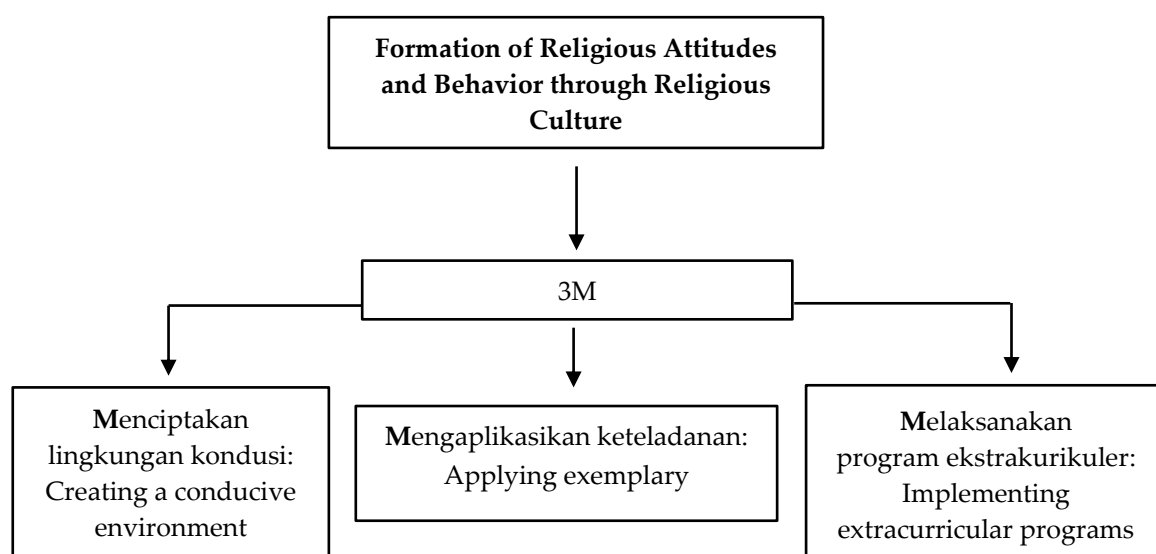 Formation of Religious Attitudes
and Behavior through Religious
Culture
3M
Menciptakan
lingkungan kondusi:
Creating a conducive
environment
Mengaplikasikan keteladanan:
Applying exemplary
Melaksanakan
program ekstrakurikuler:
Implementing
extracurricular programs